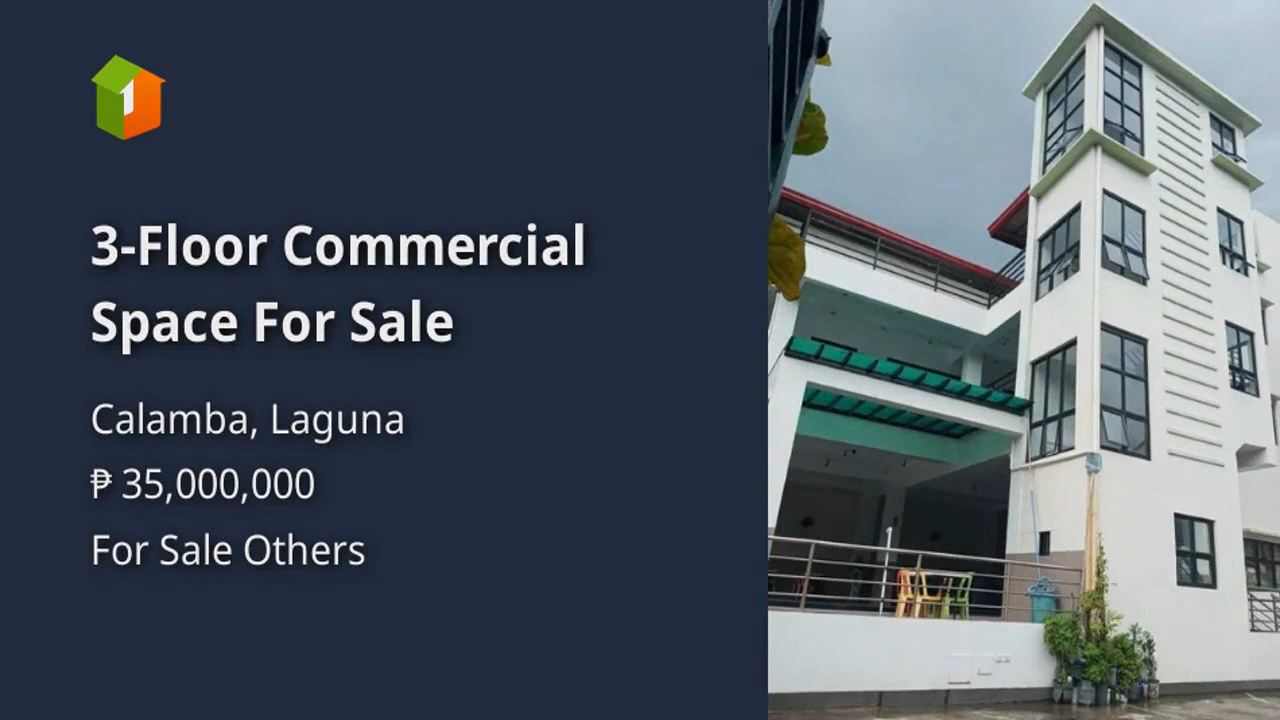 3-Floor Commercial
Space For Sale
Calamba, Laguna
₱ 35,000,000
For Sale Others